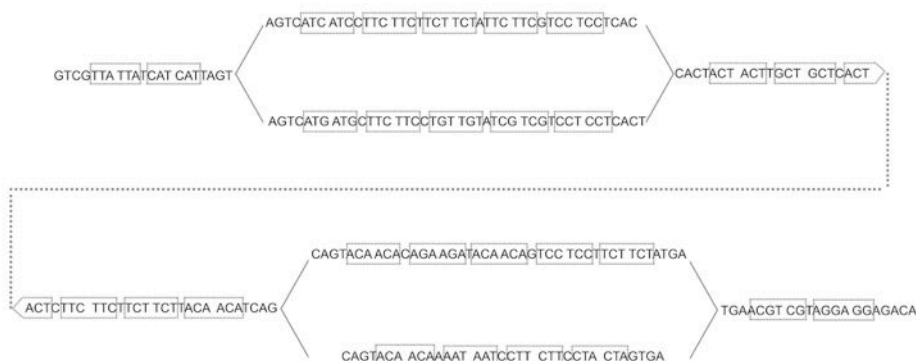 AGTCATC ATCCTTC TTCTTCT TCTATTC TTCGTCC TCCTCAC
GTCGTTA TTATCAT CATTAGT
CACTACT ACTTGCT GCTCACT
AGTCATG ATGCTTC TTCCTGT TGTATCG TCGTCCT CCTCACT
CAGTACA ACACAGA AGATACA ACAGTCC TCCTTCT TCTATGA
ACTCTTC TTCTTCT TCTTACA ACATCAG
TGAACGT CGTAGGA GGAGACA
CAGTACA ACAAAAT AATCCTT CTTCCTA CTAGTGA